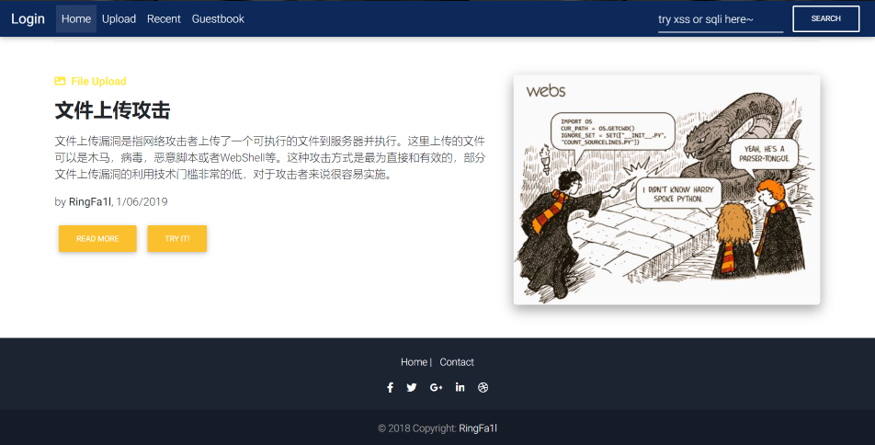 Login Home Upload Recent Guestbook try xss or sqli here~ SEARCH
File Upload
文件上传攻击
文件上传漏洞是指网络攻击者上传了一个可执行的文件到服务器并执行。这里上传的文件
可以是木马，病毒，恶意脚本或者WebShell等。这种攻击方式是最为直接和有效的，部分
文件上传漏洞的利用技术门槛非常的低，对于攻击者来说很容易实施。
by RingFa1l, 1/06/2019
READ MORE TRY IT!
webs
IMPORT OS
CUR_PATH = OS.GETCWD()
IGNORE_SET = SET(["__INIT__.PY",
"COUNT_SOURCELINES.PY"])
YEAH, HE'S A
PARSER-TONGUE.
I DIDN'T KNOW HARRY
SPOKE PYTHON.
Home | Contact
© 2018 Copyright: RingFa1l